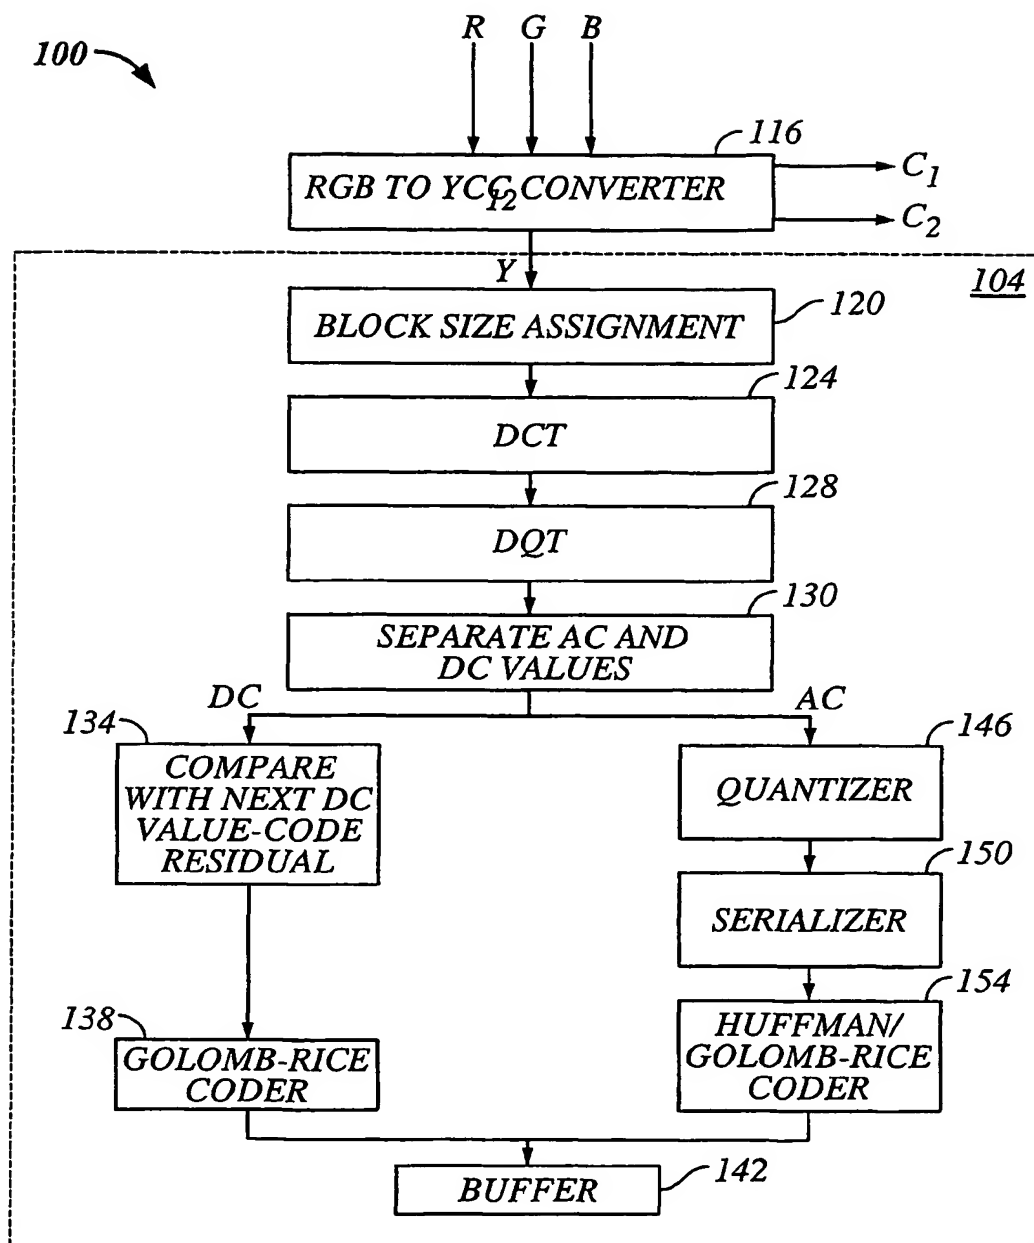 100
R G B
116
RGB TO YCC12 CONVERTER
C1
C2
Y
104
120
BLOCK SIZE ASSIGNMENT
124
DCT
128
DQT
130
SEPARATE AC AND
DC VALUES
DC
AC
134
COMPARE
WITH NEXT DC
VALUE-CODE
RESIDUAL
146
QUANTIZER
150
SERIALIZER
138
GOLOMB-RICE
CODER
154
HUFFMAN/
GOLOMB-RICE
CODER
BUFFER
142